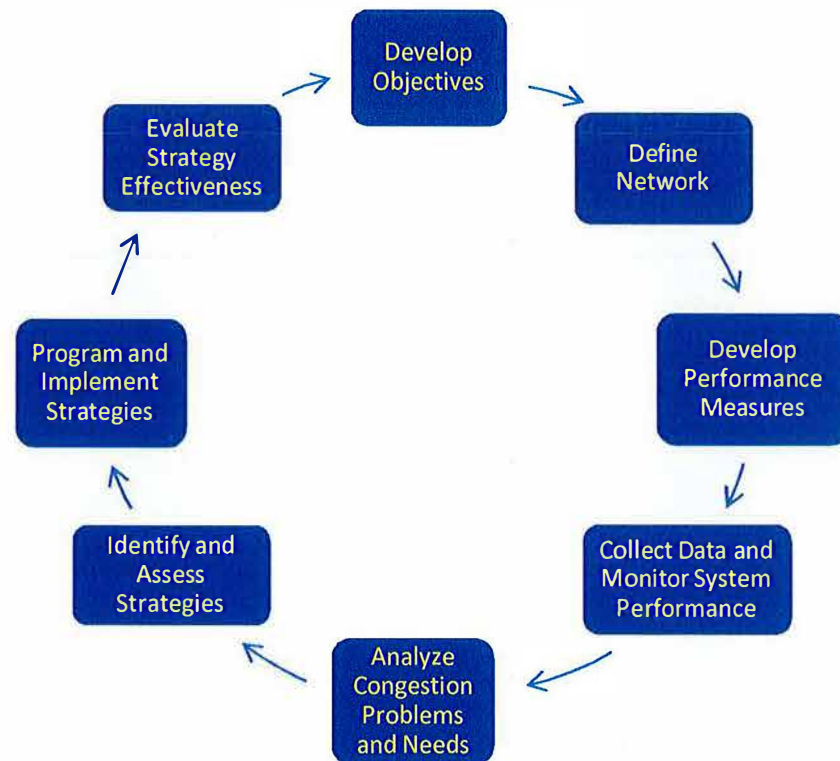 Develop
Objectives
Define
Network
Develop
Performance
Measures
Collect Data and
Monitor System
Performance
Analyze
Congestion
Problems
and Needs
Identify and
Assess
Strategies
Program and
Implement
Strategies
Evaluate
Strategy
Effectiveness